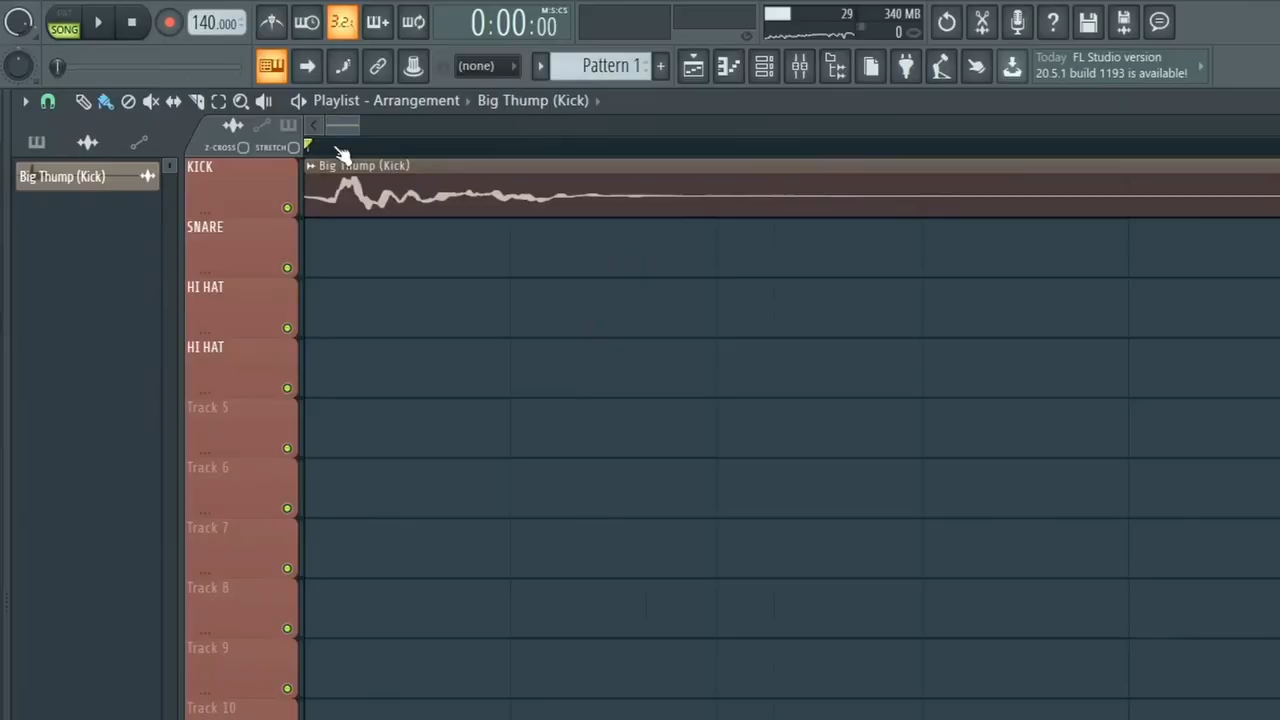 SONG
140.000
3.2.1
0:00:00
M:S:CS
29
340 MB
0
(none)
Pattern 1
+
Today
FL Studio version
20.5.1 build 1193 is available!
Playlist - Arrangement › Big Thump (Kick) ›
Z-CROSS
STRETCH
Big Thump (Kick)
KICK
Big Thump (Kick)
SNARE
HI HAT
HI HAT
Track 5
Track 6
Track 7
Track 8
Track 9
Track 10